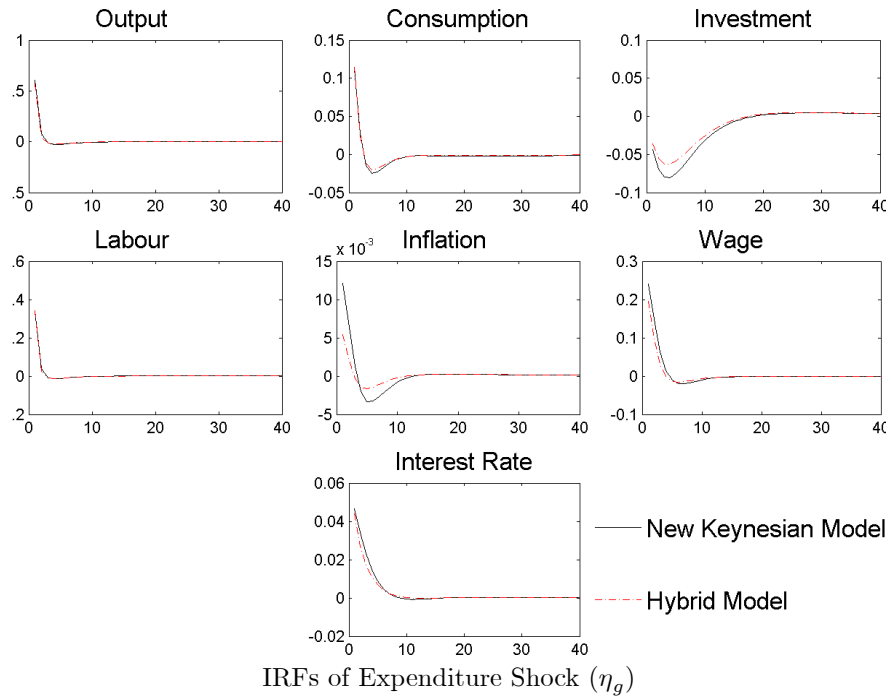 Output Consumption Investment
1 0.15 0.1
.5 0.1 0.05
0 0.05 0
0 -0.05
.5 -0.05 -0.1
0 10 20 30 40 0 10 20 30 40 0 10 20 30 40
Labour Inflation Wage
x 10⁻³
.6 15 0.3
.4 10 0.2
.2 5 0.1
0 0 0
.2 -5 -0.1
0 10 20 30 40 0 10 20 30 40 0 10 20 30 40
Interest Rate
0.06
0.04
0.02
0
-0.02
0 10 20 30 40
New Keynesian Model
Hybrid Model
IRFs of Expenditure Shock (η_g)